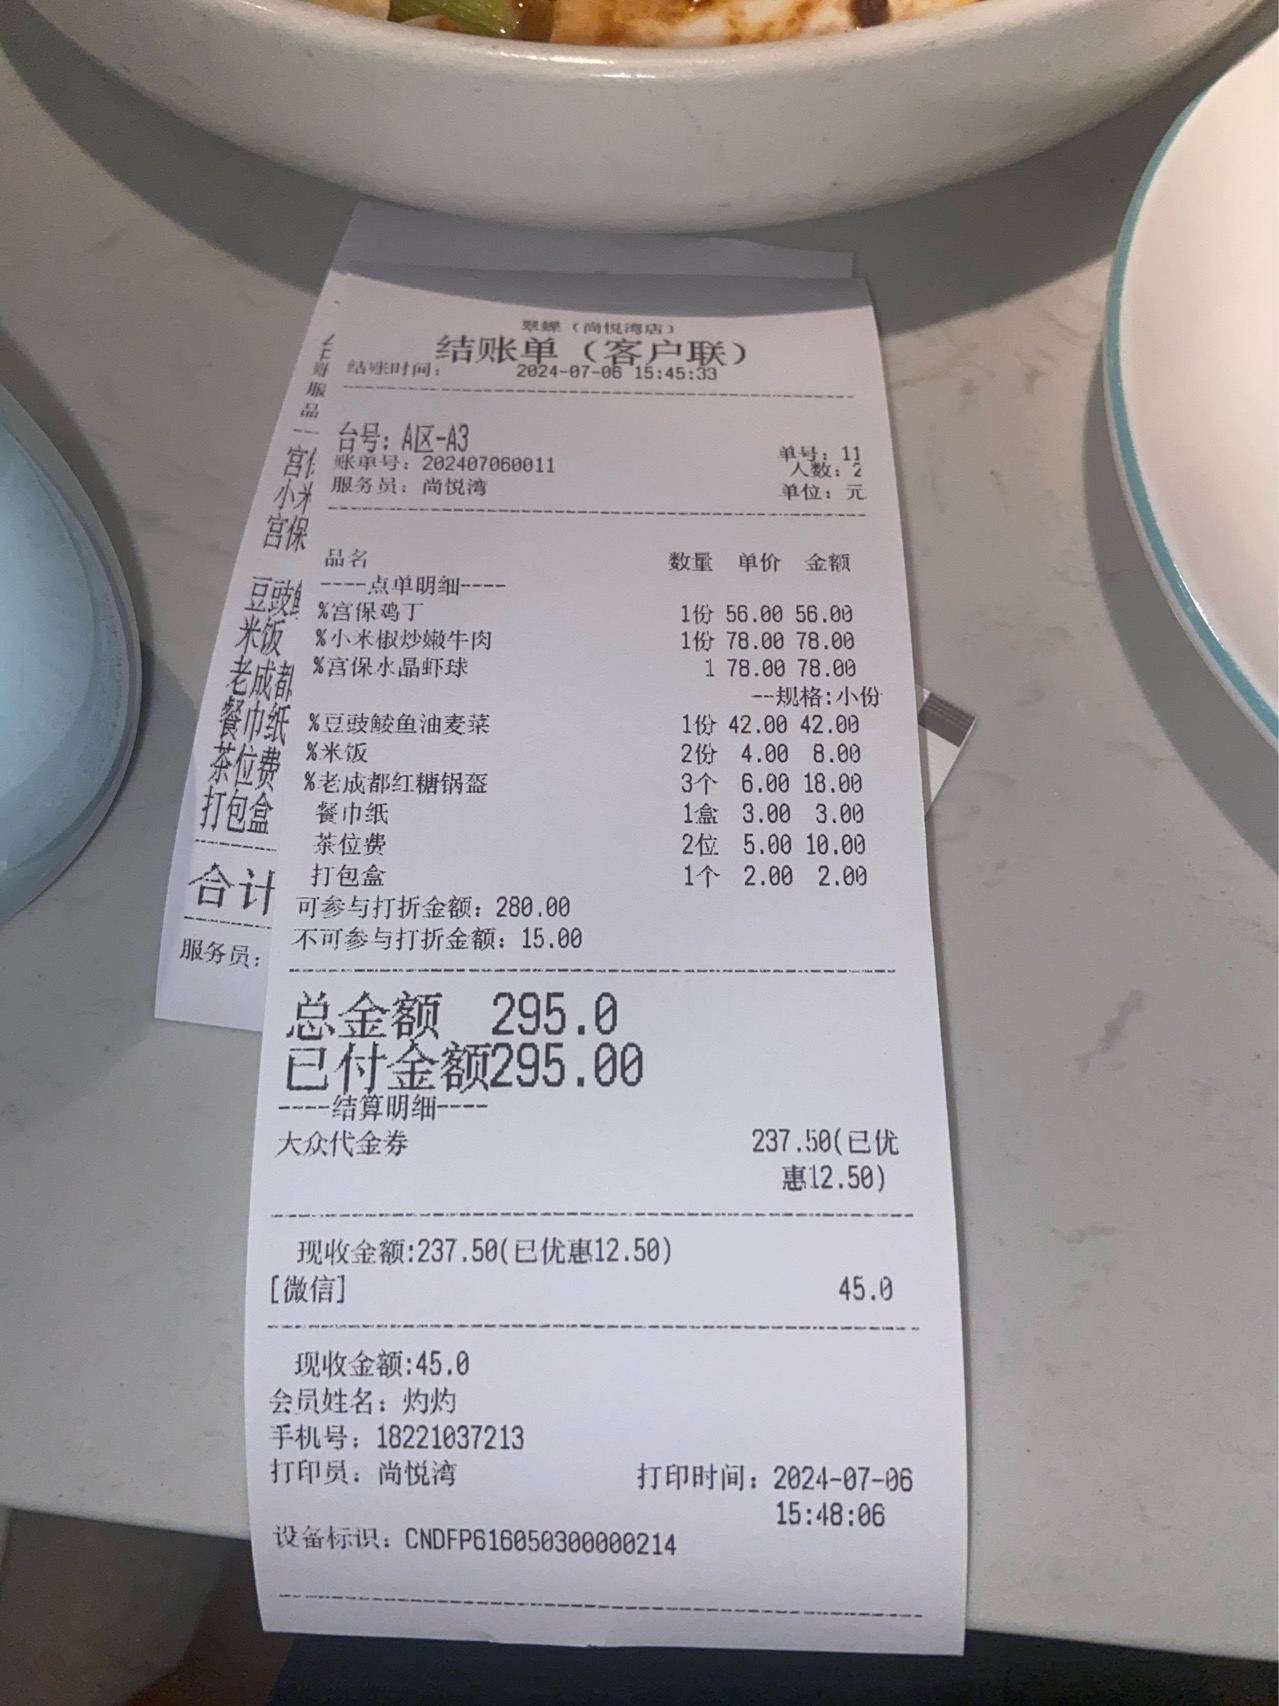 翠蝶（尚悦湾店）
结账单（客户联）
结账时间： 2024-07-06 15:45:33
台号：A区-A3
单号：11
账单号：202407060011
人数：2
服务员：尚悦湾
单位：元
品名 数量 单价 金额
----点单明细----
%宫保鸡丁 1份 56.00 56.00
%小米椒炒嫩牛肉 1份 78.00 78.00
%宫保水晶虾球 1 78.00 78.00
--规格:小份
%豆豉鲮鱼油麦菜 1份 42.00 42.00
%米饭 2份 4.00 8.00
%老成都红糖锅盔 3个 6.00 18.00
餐巾纸 1盒 3.00 3.00
茶位费 2位 5.00 10.00
打包盒 1个 2.00 2.00
可参与打折金额：280.00
不可参与打折金额：15.00
总金额 295.0
已付金额295.00
----结算明细----
大众代金券 237.50(已优
惠12.50)
现收金额:237.50(已优惠12.50)
[微信] 45.0
现收金额:45.0
会员姓名：灼灼
手机号：18221037213
打印员：尚悦湾 打印时间：2024-07-06
15:48:06
设备标识：CNDFP616050300000214
服
品
宫保
小米
宫保
豆豉鲮
米饭
老成都
餐巾纸
茶位费
打包盒
合计
服务员：